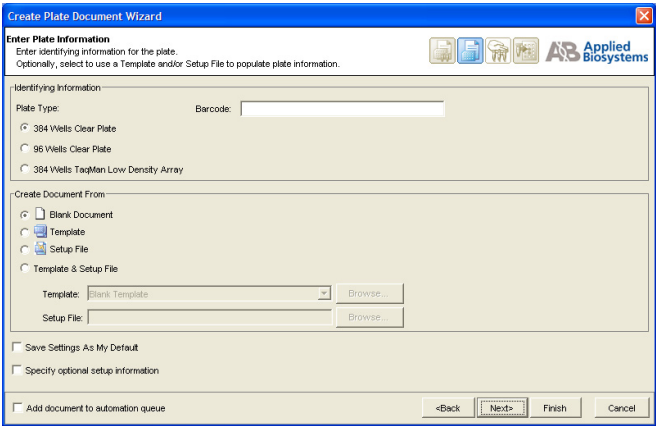 Create Plate Document Wizard
Enter Plate Information
Enter identifying information for the plate.
Optionally, select to use a Template and/or Setup File to populate plate information.
AB Applied
Biosystems
Identifying Information
Plate Type:
Barcode:
384 Wells Clear Plate
96 Wells Clear Plate
384 Wells TaqMan Low Density Array
Create Document From
Blank Document
Template
Setup File
Template & Setup File
Template: Blank Template Browse...
Setup File: Browse...
Save Settings As My Default
Specify optional setup information
Add document to automation queue
<Back Next> Finish Cancel